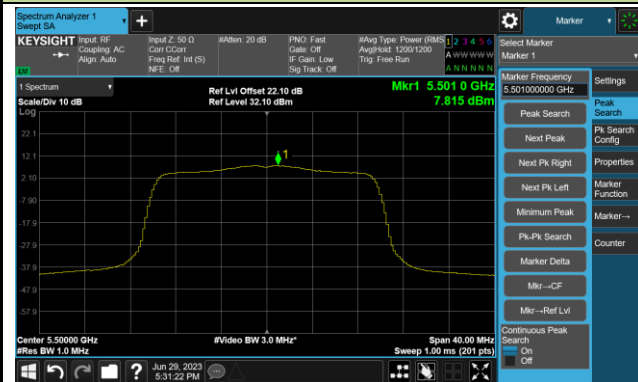 Spectrum Analyzer 1
Swept SA
Marker
KEYSIGHT
Input: RF
Coupling: AC
Align: Auto
Input Z: 50 Ω
Corr CCorr
Freq Ref: Int (S)
NFE: Off
#Atten: 20 dB
PNO: Fast
Gate: Off
IF Gain: Low
Sig Track: Off
#Avg Type: Power (RMS
Avg|Hold: 1200/1200
Trig: Free Run
1 2 3 4 5 6
A W W W W W
A N N N N N
LXI
Select Marker
Marker 1
1 Spectrum
Scale/Div 10 dB
Log
Ref Lvl Offset 22.10 dB
Ref Level 32.10 dBm
Mkr1 5.501 0 GHz
7.815 dBm
22.1
12.1
2.10
-7.90
-17.9
-27.9
-37.9
-47.9
-57.9
1
Center 5.50000 GHz
#Res BW 1.0 MHz
#Video BW 3.0 MHz*
Span 40.00 MHz
Sweep 1.00 ms (201 pts)
Marker Frequency
5.501000000 GHz
Peak Search
Next Peak
Next Pk Right
Next Pk Left
Minimum Peak
Pk-Pk Search
Marker Delta
Mkr→CF
Mkr→Ref Lvl
Continuous Peak
Search
On
Off
Settings
Peak
Search
Pk Search
Config
Properties
Marker
Function
Marker→
Counter
Jun 29, 2023
5:31:22 PM